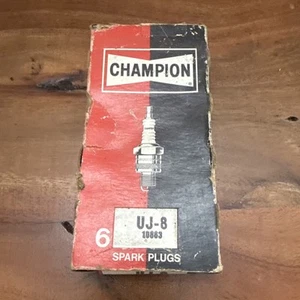 CHAMPION
6
UJ-8
10863
SPARK PLUGS